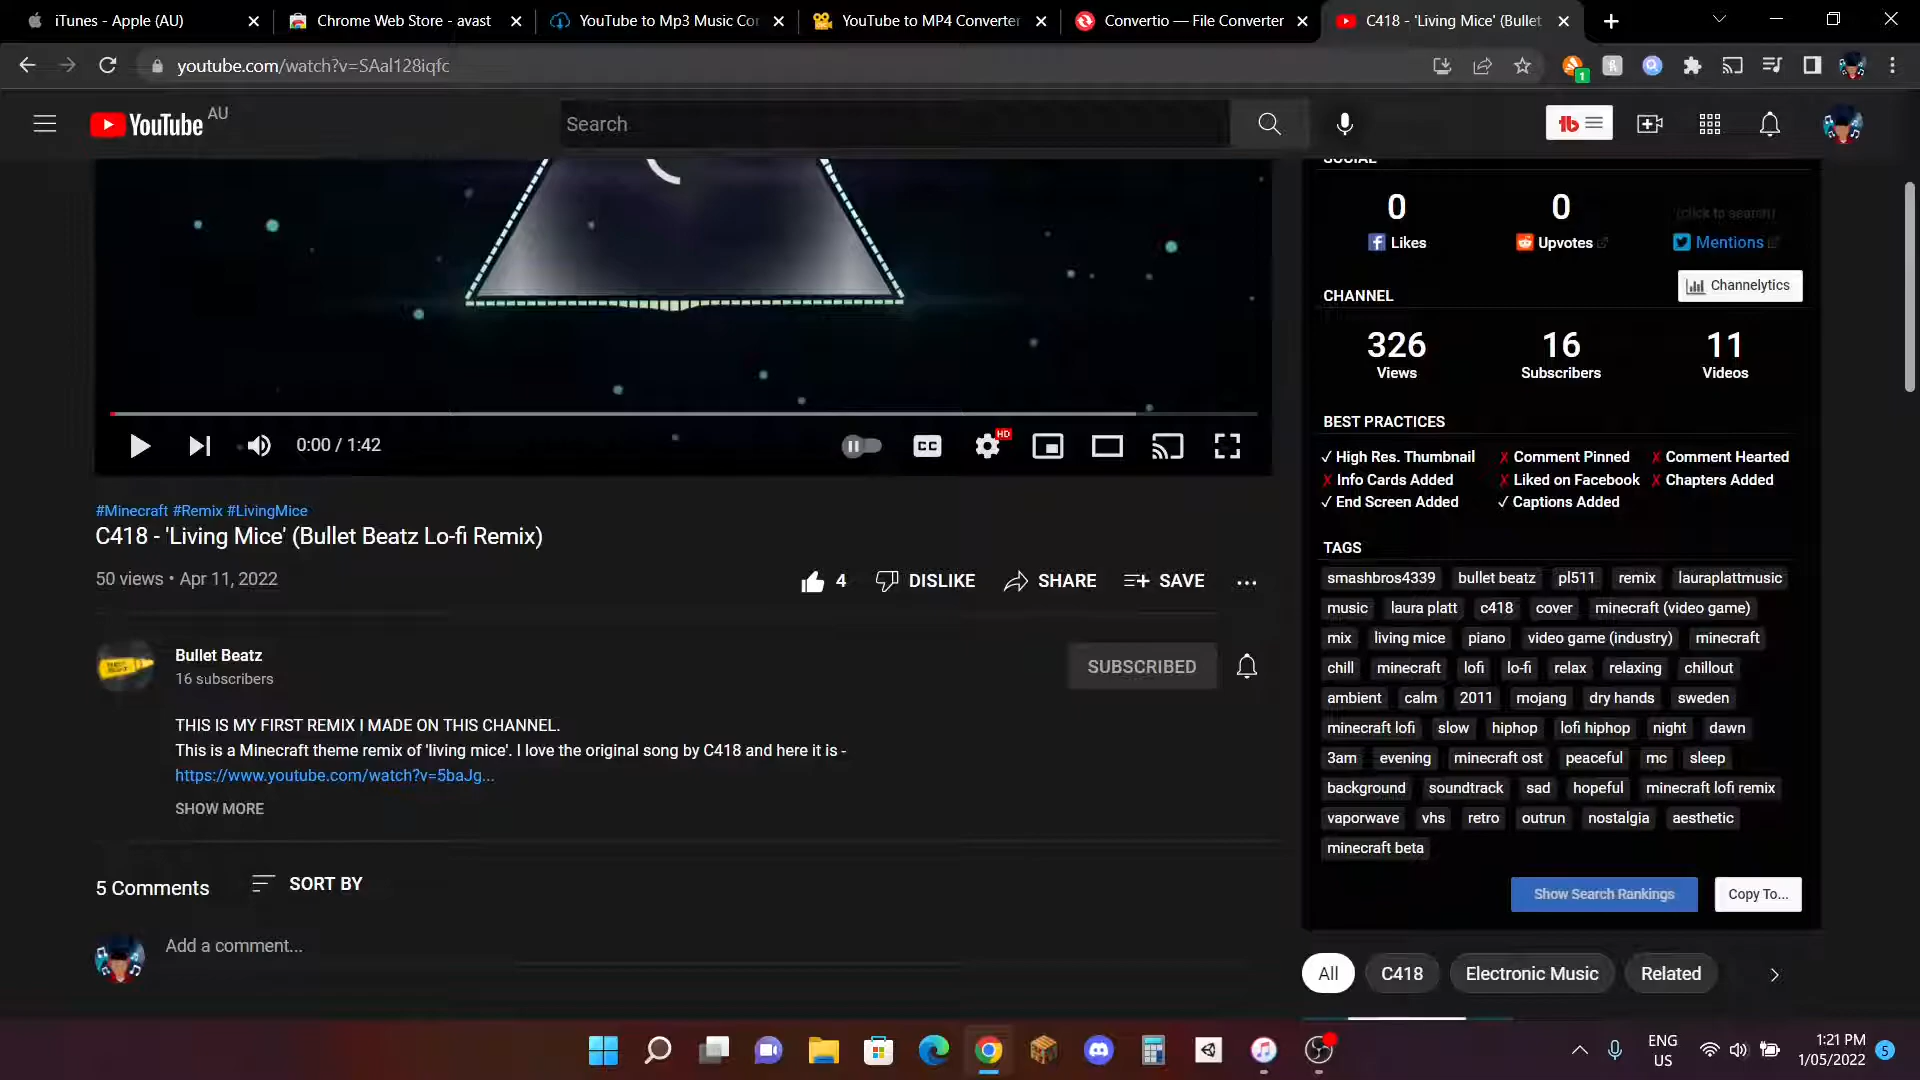 iTunes - Apple (AU)
Chrome Web Store - avast
YouTube to Mp3 Music Co
YouTube to MP4 Converter
Convertio — File Converter
C418 - 'Living Mice' (Bullet
youtube.com/watch?v=SAal128iqfc
1
YouTube AU
Search
tb
SOCIAL
0
0
(click to search)
Likes
Upvotes
Mentions
CHANNEL
Channelytics
326
16
11
Views
Subscribers
Videos
BEST PRACTICES
✓ High Res. Thumbnail
✗ Comment Pinned
✗ Comment Hearted
✗ Info Cards Added
✗ Liked on Facebook
✗ Chapters Added
✓ End Screen Added
✓ Captions Added
0:00 / 1:42
CC
HD
#Minecraft #Remix #LivingMice
C418 - 'Living Mice' (Bullet Beatz Lo-fi Remix)
50 views • Apr 11, 2022
4
DISLIKE
SHARE
SAVE
Bullet Beatz
16 subscribers
SUBSCRIBED
THIS IS MY FIRST REMIX I MADE ON THIS CHANNEL.
This is a Minecraft theme remix of 'living mice'. I love the original song by C418 and here it is -
https://www.youtube.com/watch?v=5baJg...
SHOW MORE
5 Comments
SORT BY
Add a comment...
TAGS
smashbros4339 bullet beatz pl511 remix lauraplattmusic
music laura platt c418 cover minecraft (video game)
mix living mice piano video game (industry) minecraft
chill minecraft lofi lo-fi relax relaxing chillout
ambient calm 2011 mojang dry hands sweden
minecraft lofi slow hiphop lofi hiphop night dawn
3am evening minecraft ost peaceful mc sleep
background soundtrack sad hopeful minecraft lofi remix
vaporwave vhs retro outrun nostalgia aesthetic
minecraft beta
Show Search Rankings
Copy To...
All
C418
Electronic Music
Related
ENG
US
1:21 PM
1/05/2022
5